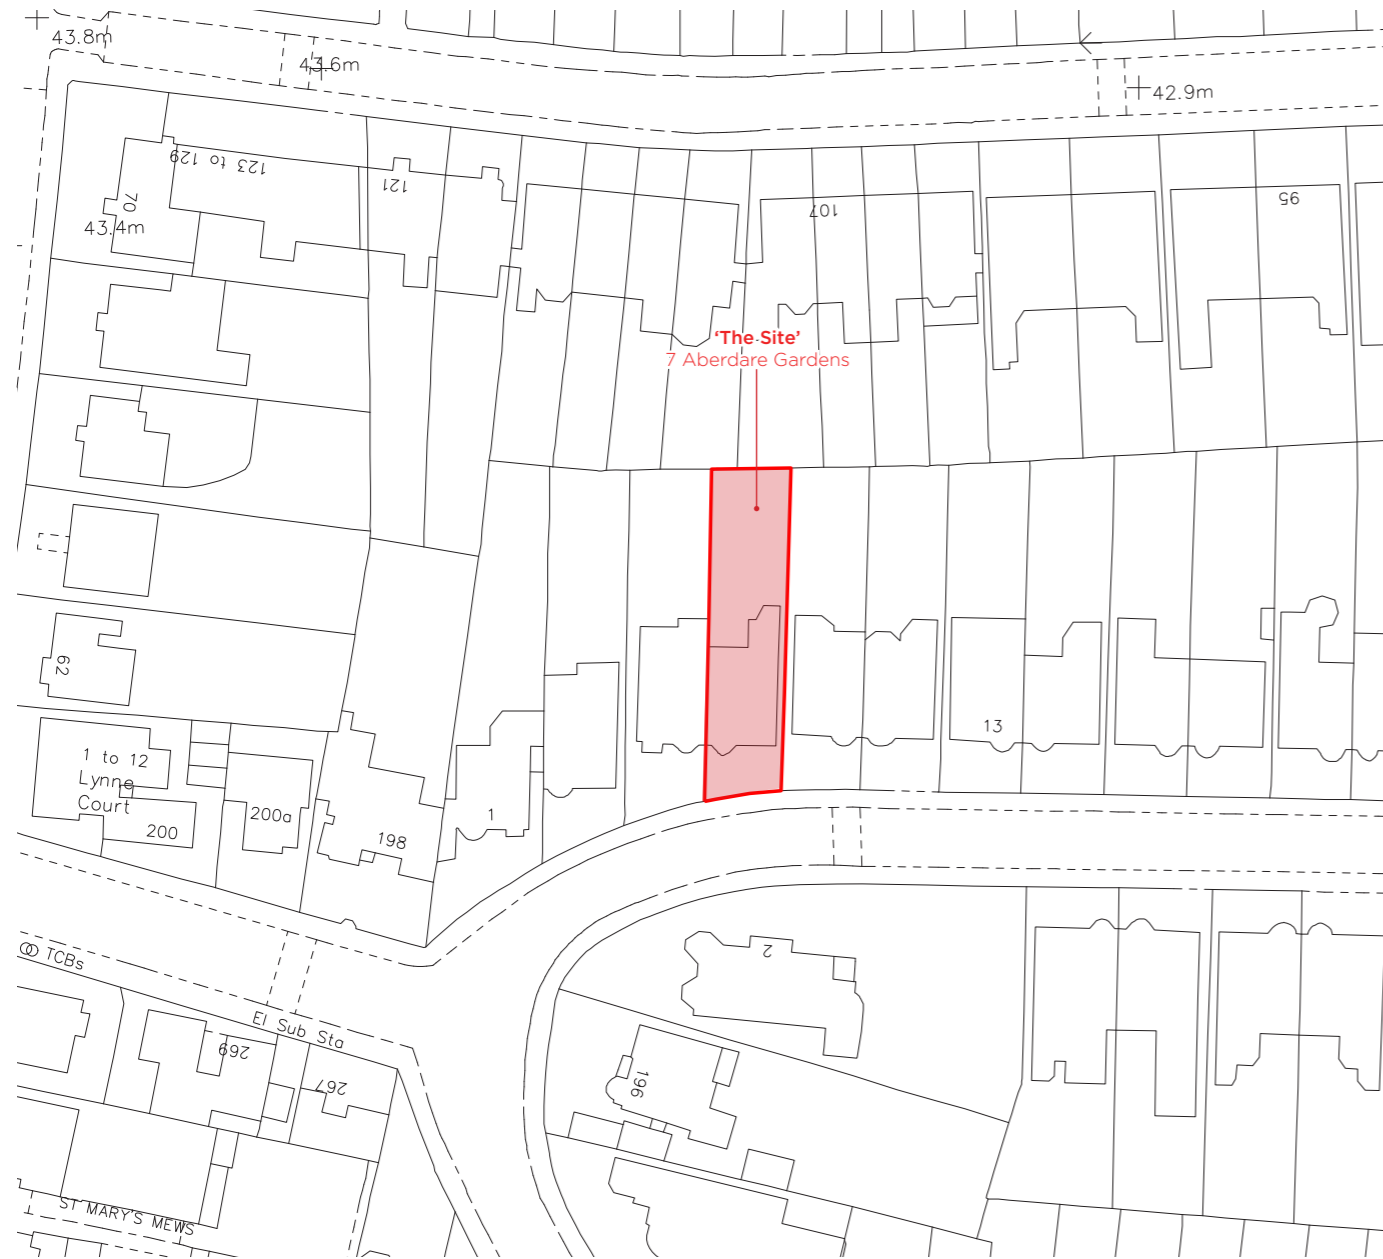 43.8m
43.6m
42.9m
123 to 129
121
70
43.4m
107
95
‘The Site’
7 Aberdare Gardens
62
13
1 to 12
Lynne
Court
200
200a
198
1
TCBs
2
El Sub Sta
269
267
196
ST MARY'S MEWS